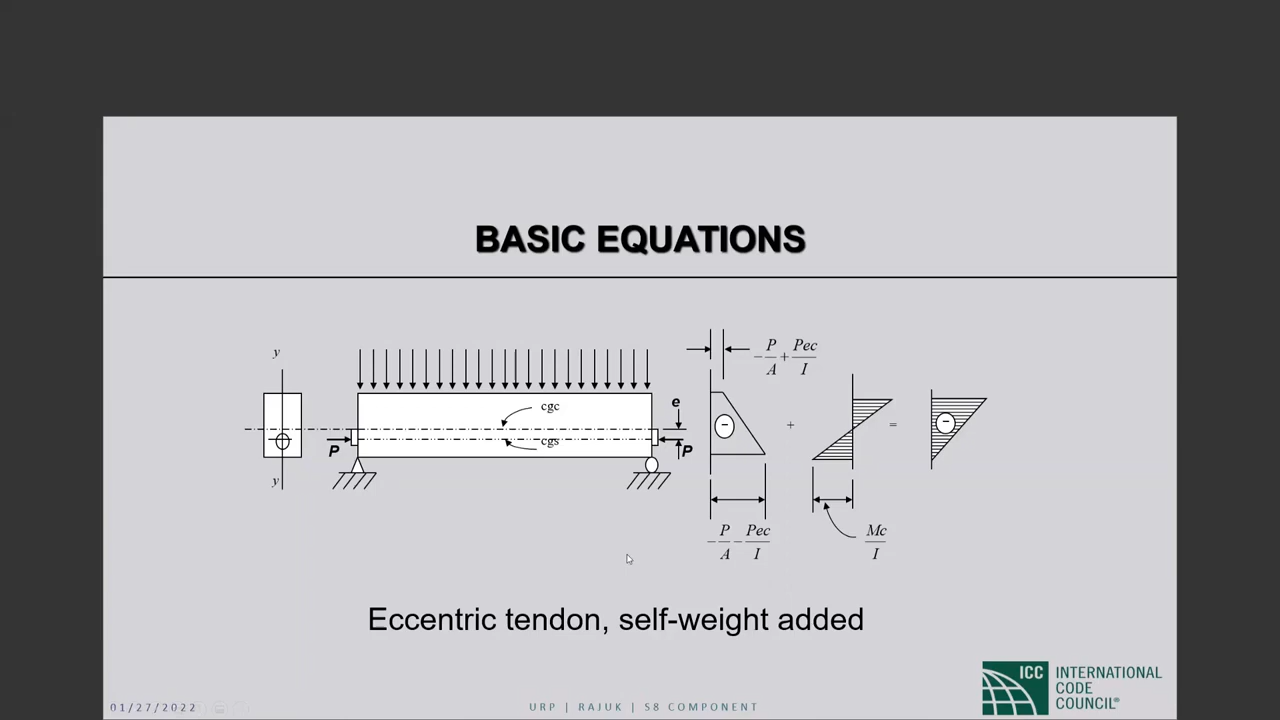 BASIC EQUATIONS
y
cgc
cgs
e
P
P
y
−P/A+Pec/I
−
+
=
−
−P/A−Pec/I
Mc/I
Eccentric tendon, self-weight added
ICC INTERNATIONAL
CODE
COUNCIL®
01/27/2022
URP | RAJUK | S8 COMPONENT